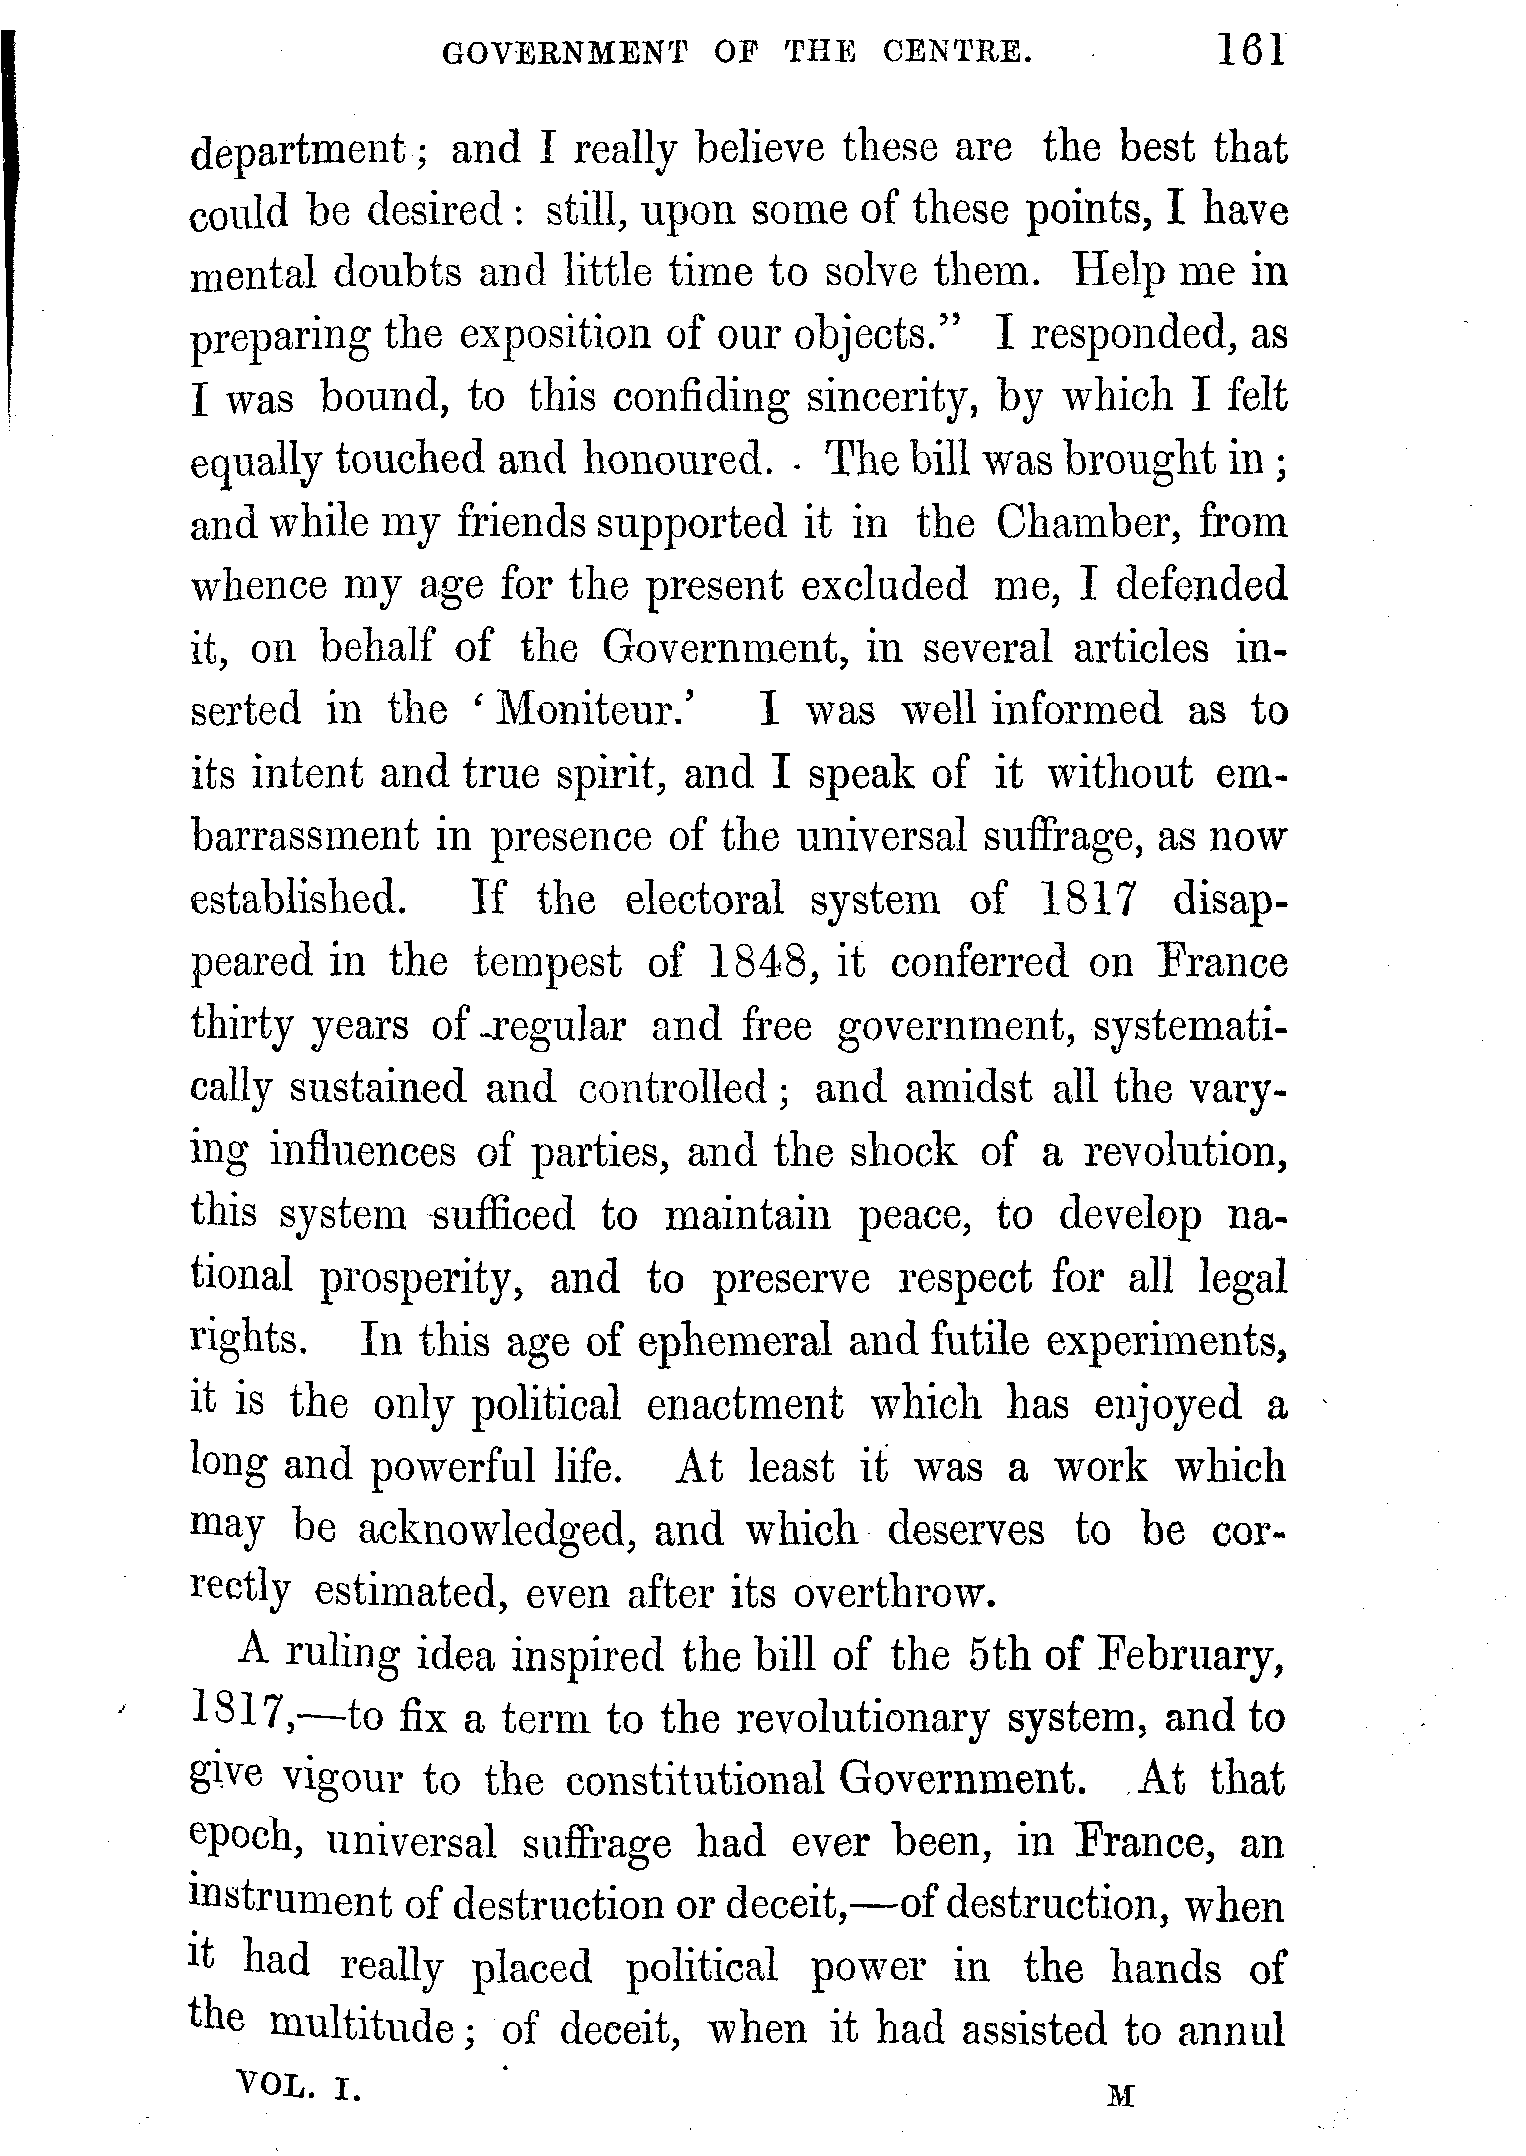 GOVERNMENT OF THE CENTRE. 161
department; and I really believe these are the best that
could be desired: still, upon some of these points, I have
mental doubts and little time to solve them. Help me in
preparing the exposition of our objects.” I responded, as
I was bound, to this confiding sincerity, by which I felt
equally touched and honoured. The bill was brought in;
and while my friends supported it in the Chamber, from
whence my age for the present excluded me, I defended
it, on behalf of the Government, in several articles in-
serted in the ‘Moniteur.’ I was well informed as to
its intent and true spirit, and I speak of it without em-
barrassment in presence of the universal suffrage, as now
established. If the electoral system of 1817 disap-
peared in the tempest of 1848, it conferred on France
thirty years of regular and free government, systemati-
cally sustained and controlled; and amidst all the vary-
ing influences of parties, and the shock of a revolution,
this system sufficed to maintain peace, to develop na-
tional prosperity, and to preserve respect for all legal
rights. In this age of ephemeral and futile experiments,
it is the only political enactment which has enjoyed a
long and powerful life. At least it was a work which
may be acknowledged, and which deserves to be cor-
rectly estimated, even after its overthrow.
A ruling idea inspired the bill of the 5th of February,
1817,—to fix a term to the revolutionary system, and to
give vigour to the constitutional Government. At that
epoch, universal suffrage had ever been, in France, an
instrument of destruction or deceit,—of destruction, when
it had really placed political power in the hands of
the multitude; of deceit, when it had assisted to annul
VOL. I. M